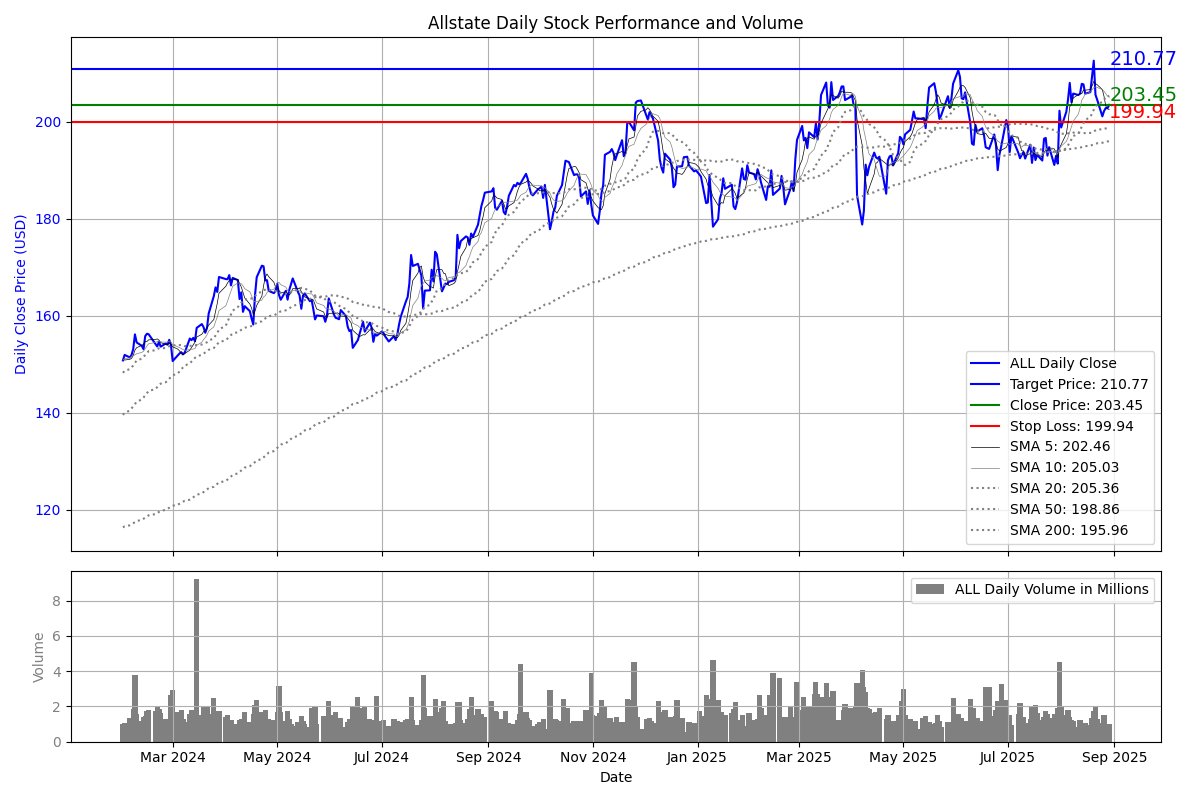 Allstate Daily Stock Performance and Volume
210.77
203.45
199.94
200
180
160
140
120
Daily Close Price (USD)
ALL Daily Close
Target Price: 210.77
Close Price: 203.45
Stop Loss: 199.94
SMA 5: 202.46
SMA 10: 205.03
SMA 20: 205.36
SMA 50: 198.86
SMA 200: 195.96
ALL Daily Volume in Millions
8
6
4
2
0
Volume
Mar 2024 May 2024 Jul 2024 Sep 2024 Nov 2024 Jan 2025 Mar 2025 May 2025 Jul 2025 Sep 2025
Date